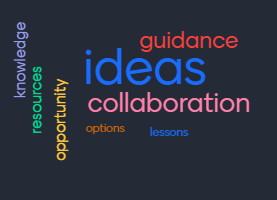 knowledge
resources
opportunity
guidance
ideas
collaboration
options
lessons